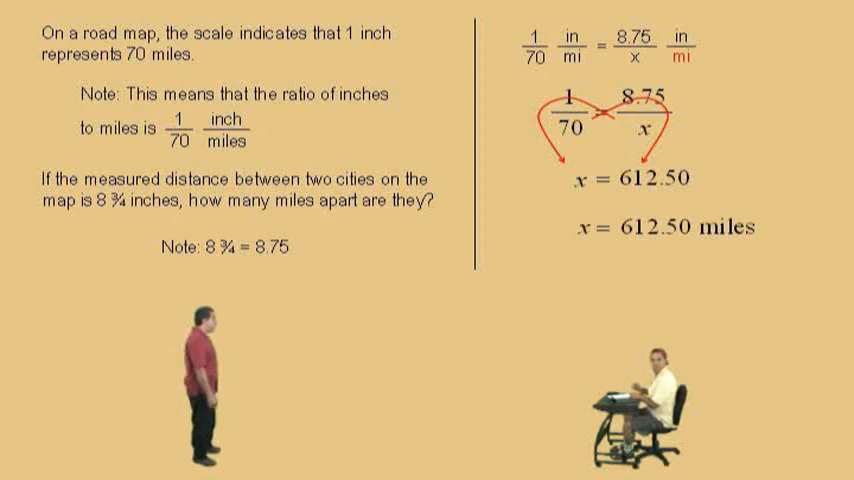 On a road map, the scale indicates that 1 inch
represents 70 miles.
Note: This means that the ratio of inches
to miles is 1/70 inch/miles
If the measured distance between two cities on the
map is 8 ¾ inches, how many miles apart are they?
Note: 8 ¾ = 8.75
1/70 in/mi = 8.75/x in/mi
1/70 = 8.75/x
x = 612.50
x = 612.50 miles